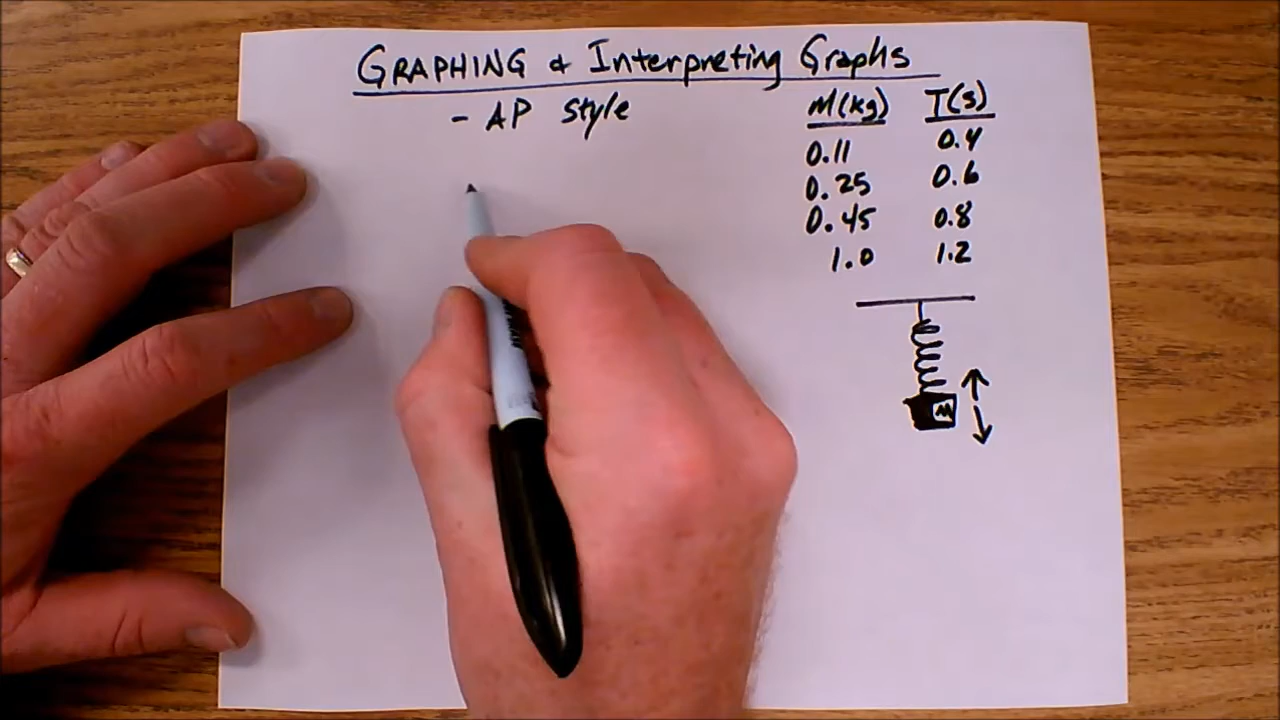 GRAPHING & Interpreting Graphs
- AP style
M(kg) T(s)
0.11 0.4
0.25 0.6
0.45 0.8
1.0 1.2
M